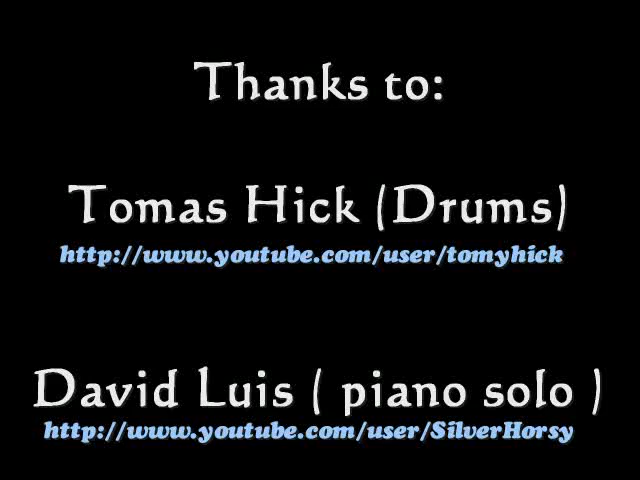 Thanks to:
Tomas Hick (Drums)
http://www.youtube.com/user/tomyhick
David Luis ( piano solo )
http://www.youtube.com/user/SilverHorsy